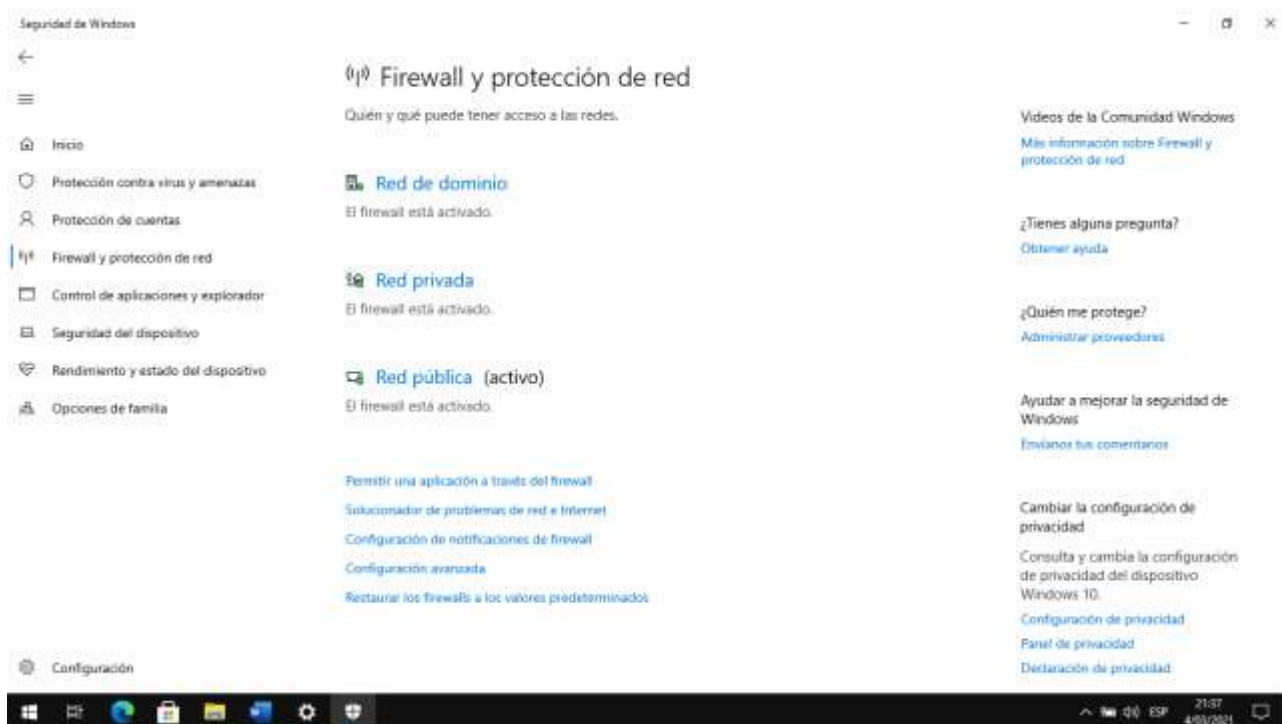 Seguridad de Windows
Firewall y protección de red
Quién y qué puede tener acceso a las redes.
Inicio
Protección contra virus y amenazas
Protección de cuentas
Firewall y protección de red
Control de aplicaciones y explorador
Seguridad del dispositivo
Rendimiento y estado del dispositivo
Opciones de familia
Configuración
Red de dominio
El firewall está activado.
Red privada
El firewall está activado.
Red pública (activo)
El firewall está activado.
Permitir una aplicación a través del firewall
Solucionador de problemas de red e Internet
Configuración de notificaciones de firewall
Configuración avanzada
Restaurar los firewalls a los valores predeterminados
Videos de la Comunidad Windows
Más información sobre Firewall y
protección de red
¿Tienes alguna pregunta?
Obtener ayuda
¿Quién me protege?
Administrar proveedores
Ayudar a mejorar la seguridad de
Windows
Envíanos tus comentarios
Cambiar la configuración de
privacidad
Consulta y cambia la configuración
de privacidad del dispositivo
Windows 10.
Configuración de privacidad
Panel de privacidad
Declaración de privacidad
ESP
21:37